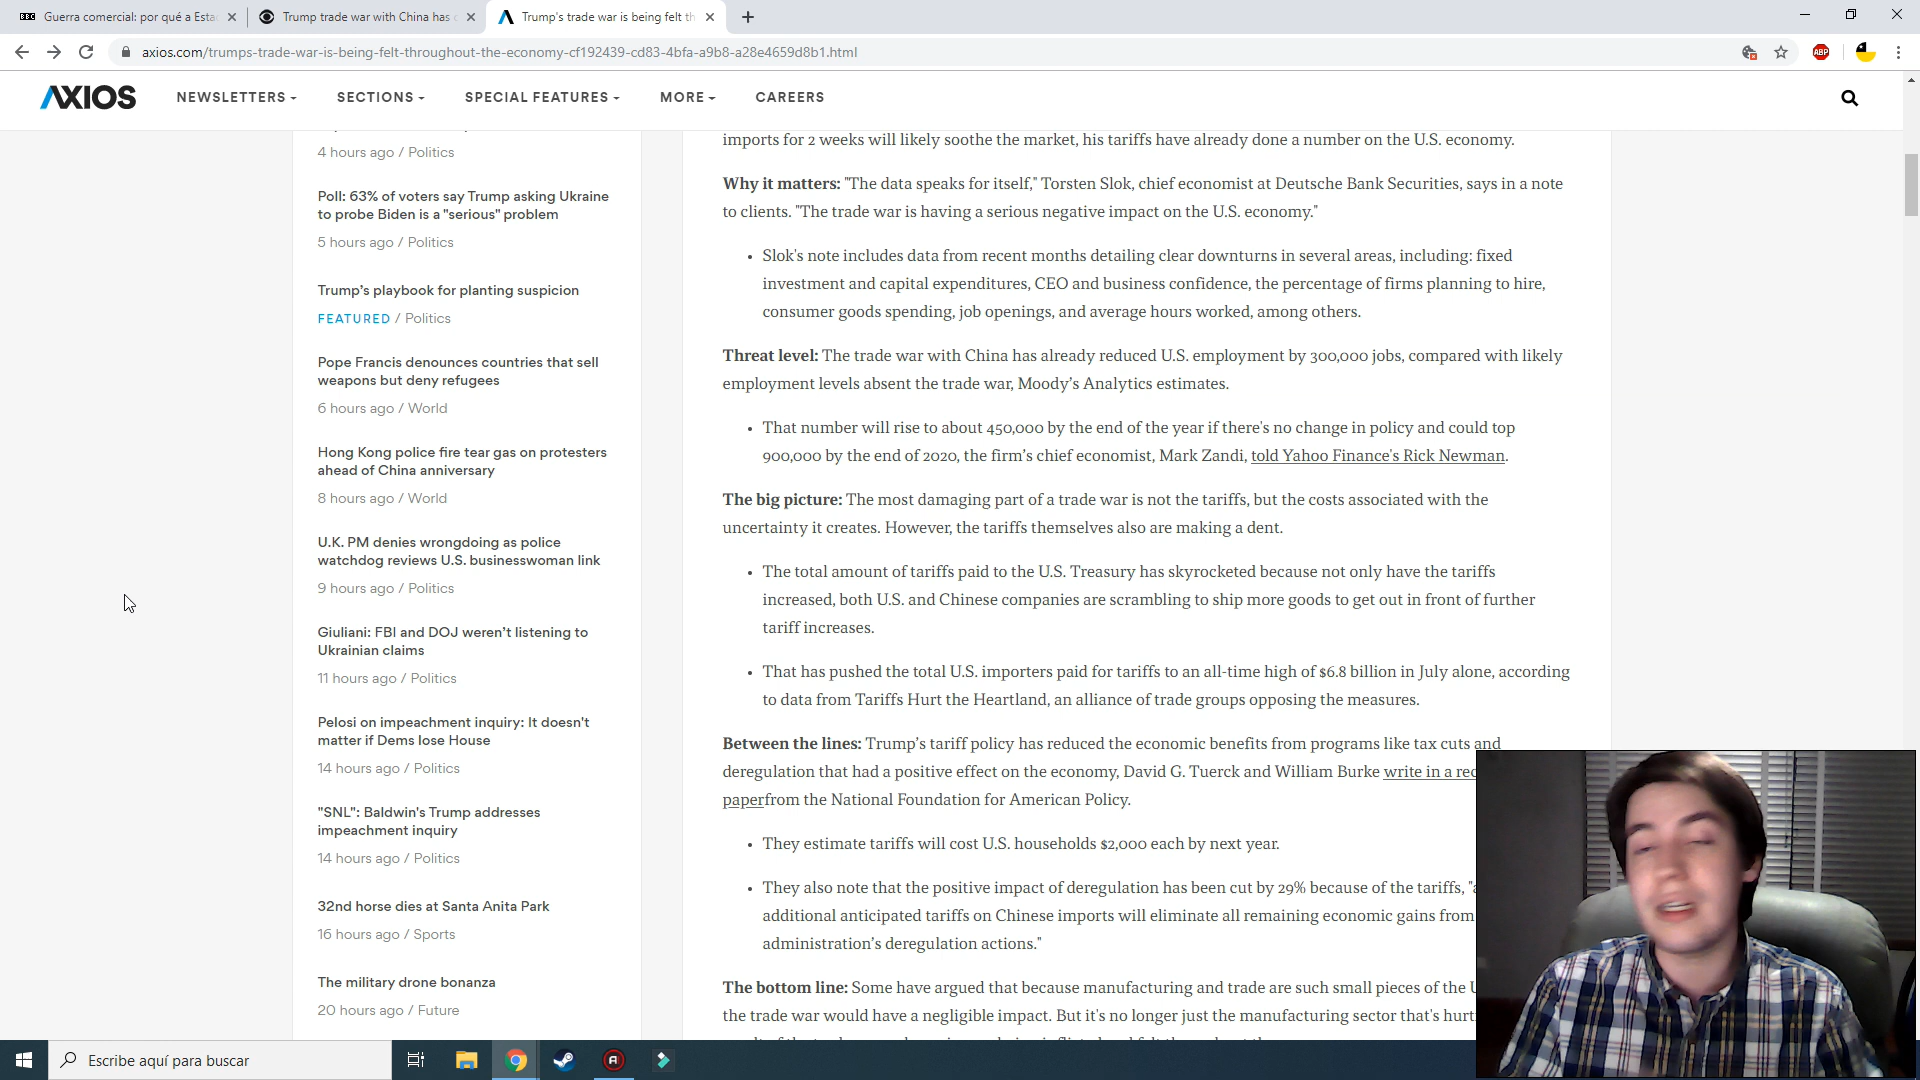 BBC Guerra comercial: por qué a Esta
Trump trade war with China has c
Trump's trade war is being felt th
axios.com/trumps-trade-war-is-being-felt-throughout-the-economy-cf192439-cd83-4bfa-a9b8-a28e4659d8b1.html
ABP
AXIOS
NEWSLETTERS
SECTIONS
SPECIAL FEATURES
MORE
CAREERS
4 hours ago / Politics
Poll: 63% of voters say Trump asking Ukraine
to probe Biden is a "serious" problem
5 hours ago / Politics
Trump's playbook for planting suspicion
FEATURED / Politics
Pope Francis denounces countries that sell
weapons but deny refugees
6 hours ago / World
Hong Kong police fire tear gas on protesters
ahead of China anniversary
8 hours ago / World
U.K. PM denies wrongdoing as police
watchdog reviews U.S. businesswoman link
9 hours ago / Politics
Giuliani: FBI and DOJ weren't listening to
Ukrainian claims
11 hours ago / Politics
Pelosi on impeachment inquiry: It doesn't
matter if Dems lose House
14 hours ago / Politics
"SNL": Baldwin's Trump addresses
impeachment inquiry
14 hours ago / Politics
32nd horse dies at Santa Anita Park
16 hours ago / Sports
The military drone bonanza
20 hours ago / Future
imports for 2 weeks will likely soothe the market, his tariffs have already done a number on the U.S. economy.
Why it matters: "The data speaks for itself," Torsten Slok, chief economist at Deutsche Bank Securities, says in a note
to clients. "The trade war is having a serious negative impact on the U.S. economy."
• Slok's note includes data from recent months detailing clear downturns in several areas, including: fixed
investment and capital expenditures, CEO and business confidence, the percentage of firms planning to hire,
consumer goods spending, job openings, and average hours worked, among others.
Threat level: The trade war with China has already reduced U.S. employment by 300,000 jobs, compared with likely
employment levels absent the trade war, Moody's Analytics estimates.
• That number will rise to about 450,000 by the end of the year if there's no change in policy and could top
900,000 by the end of 2020, the firm's chief economist, Mark Zandi, told Yahoo Finance's Rick Newman.
The big picture: The most damaging part of a trade war is not the tariffs, but the costs associated with the
uncertainty it creates. However, the tariffs themselves also are making a dent.
• The total amount of tariffs paid to the U.S. Treasury has skyrocketed because not only have the tariffs
increased, both U.S. and Chinese companies are scrambling to ship more goods to get out in front of further
tariff increases.
• That has pushed the total U.S. importers paid for tariffs to an all-time high of $6.8 billion in July alone, according
to data from Tariffs Hurt the Heartland, an alliance of trade groups opposing the measures.
Between the lines: Trump's tariff policy has reduced the economic benefits from programs like tax cuts and
deregulation that had a positive effect on the economy, David G. Tuerck and William Burke write in a rec
paperfrom the National Foundation for American Policy.
• They estimate tariffs will cost U.S. households $2,000 each by next year.
• They also note that the positive impact of deregulation has been cut by 29% because of the tariffs, "a
additional anticipated tariffs on Chinese imports will eliminate all remaining economic gains from
administration's deregulation actions."
The bottom line: Some have argued that because manufacturing and trade are such small pieces of the U
the trade war would have a negligible impact. But it's no longer just the manufacturing sector that's hurti
Escribe aquí para buscar